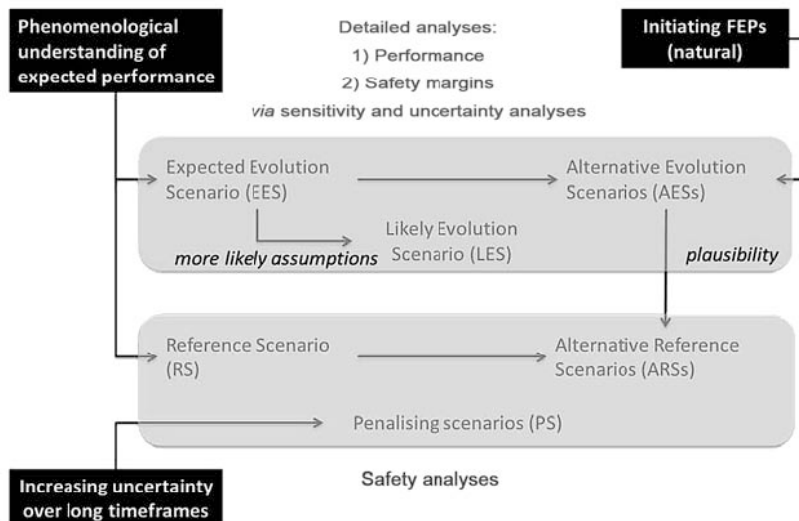 Phenomenological
understanding of
expected performance
Detailed analyses:
1) Performance
2) Safety margins
via sensitivity and uncertainty analyses
Initiating FEPs
(natural)
Expected Evolution
Scenario (EES)
Alternative Evolution
Scenarios (AESs)
Likely Evolution
Scenario (LES)
more likely assumptions
plausibility
Reference Scenario
(RS)
Alternative Reference
Scenarios (ARSs)
Penalising scenarios (PS)
Increasing uncertainty
over long timeframes
Safety analyses